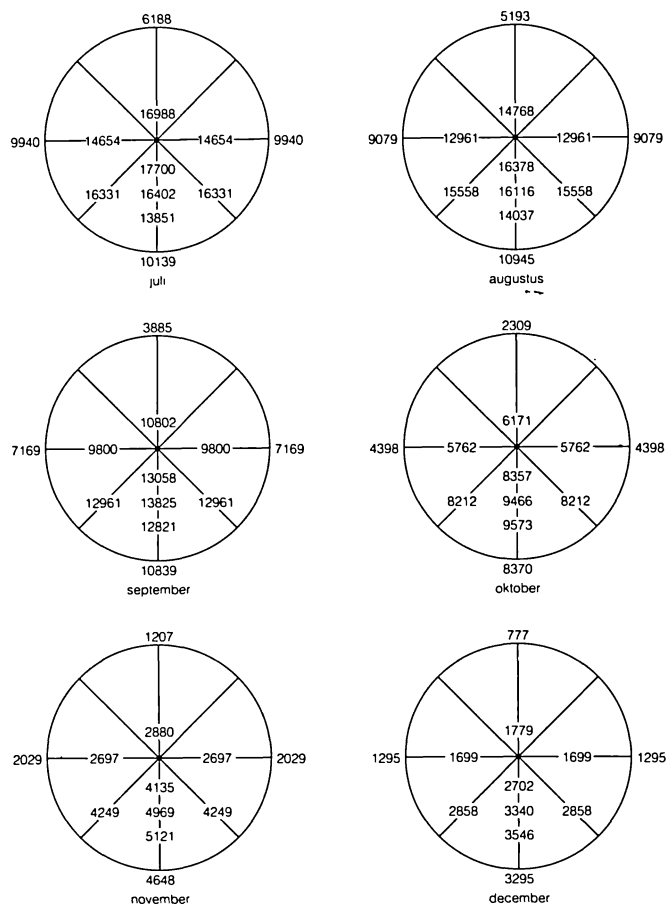 6188
16988
9940 14654 14654 9940
17700
16331 16402 16331
13851
10139
juli
5193
14768
9079 12961 12961 9079
16378
15558 16116 15558
14037
10945
augustus
3885
10802
7169 9800 9800 7169
13058
12961 13825 12961
12821
10839
september
2309
6171
4398 5762 5762 4398
8357
8212 9466 8212
9573
8370
oktober
1207
2880
2029 2697 2697 2029
4135
4249 4969 4249
5121
4648
november
777
1779
1295 1699 1699 1295
2702
2858 3340 2858
3546
3295
december